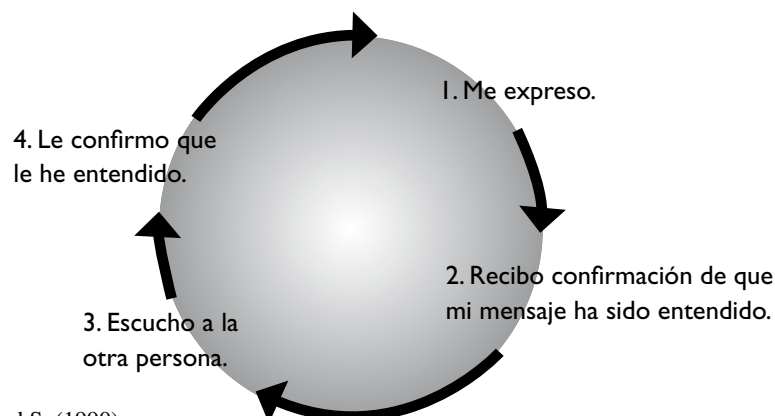 1. Me expreso.
2. Recibo confirmación de que
mi mensaje ha sido entendido.
3. Escucho a la
otra persona.
4. Le confirmo que
le he entendido.
(1990)